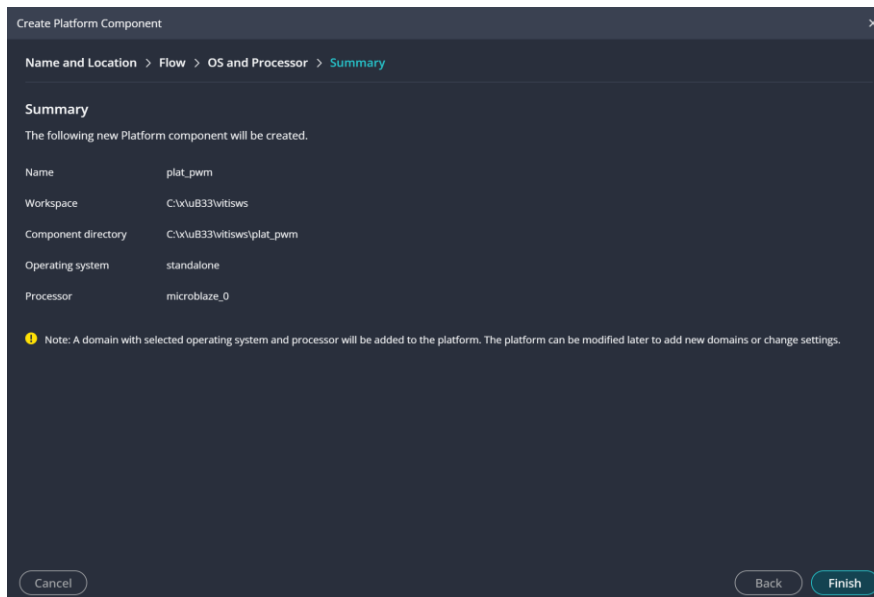 Create Platform Component
Name and Location > Flow > OS and Processor > Summary
Summary
The following new Platform component will be created.
Name plat_pwm
Workspace C:\x\uB33\vitisws
Component directory C:\x\uB33\vitisws\plat_pwm
Operating system standalone
Processor microblaze_0
Note: A domain with selected operating system and processor will be added to the platform. The platform can be modified later to add new domains or change settings.
Cancel Back Finish